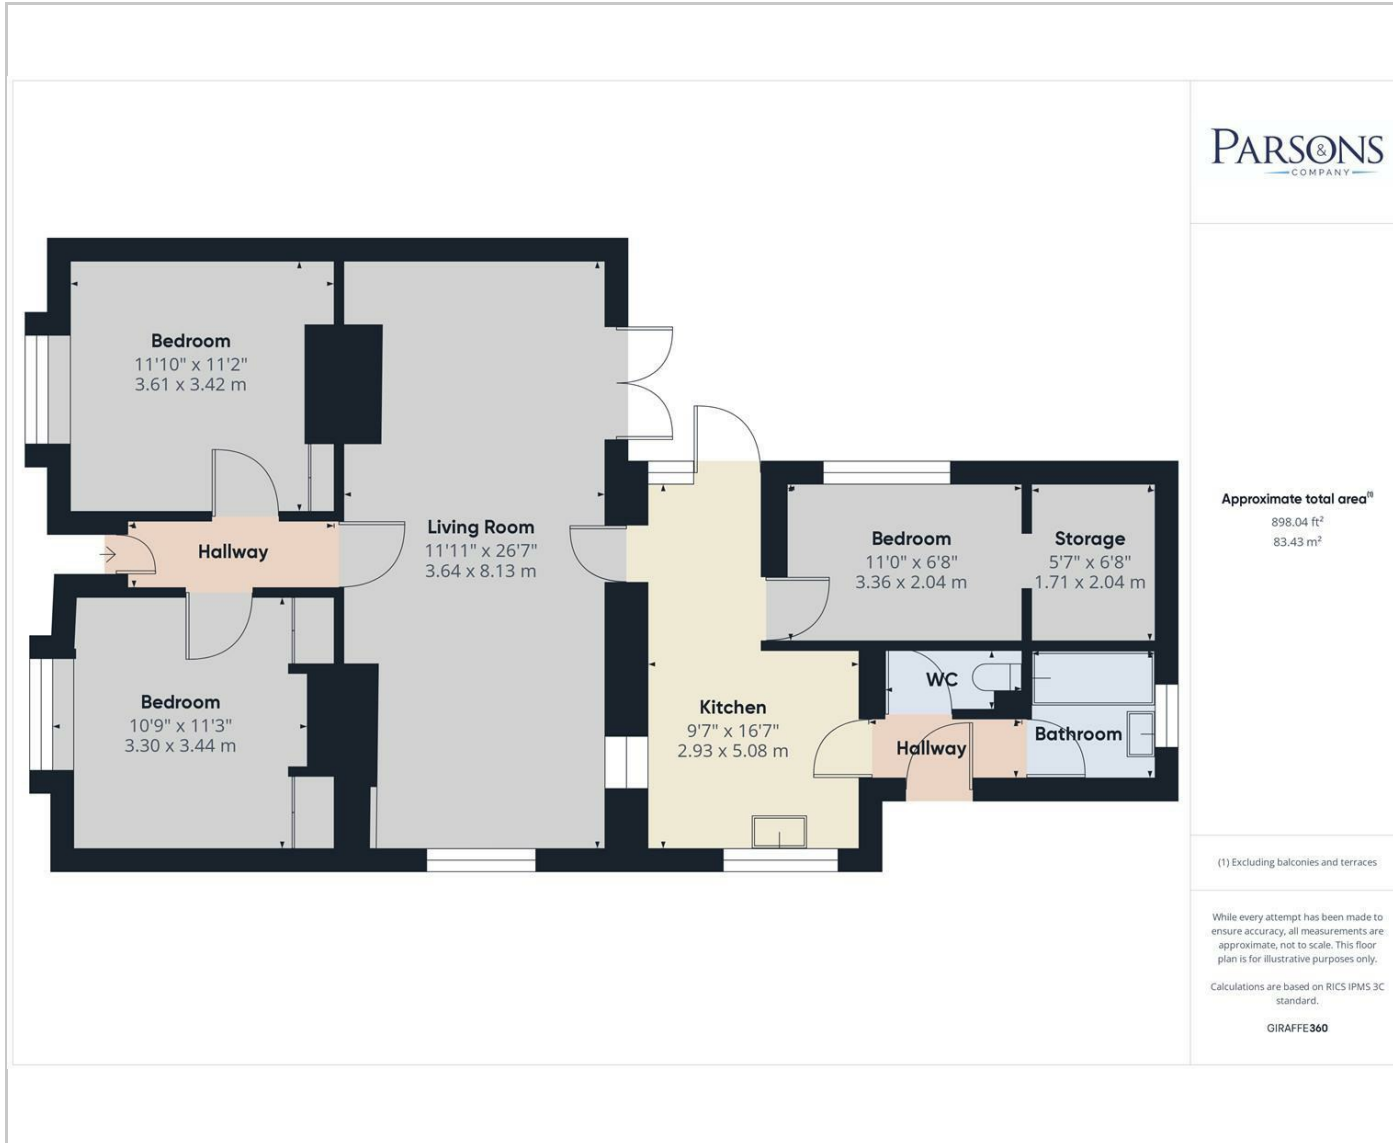 PARSONS
&
COMPANY
Bedroom
11'10" x 11'2"
3.61 x 3.42 m
Hallway
Bedroom
10'9" x 11'3"
3.30 x 3.44 m
Living Room
11'11" x 26'7"
3.64 x 8.13 m
Bedroom
11'0" x 6'8"
3.36 x 2.04 m
Storage
5'7" x 6'8"
1.71 x 2.04 m
Kitchen
9'7" x 16'7"
2.93 x 5.08 m
WC
Hallway
Bathroom
Approximate total area⁽¹⁾
898.04 ft²
83.43 m²
(1) Excluding balconies and terraces
While every attempt has been made to
ensure accuracy, all measurements are
approximate, not to scale. This floor
plan is for illustrative purposes only.
Calculations are based on RICS IPMS 3C
standard.
GIRAFFE360